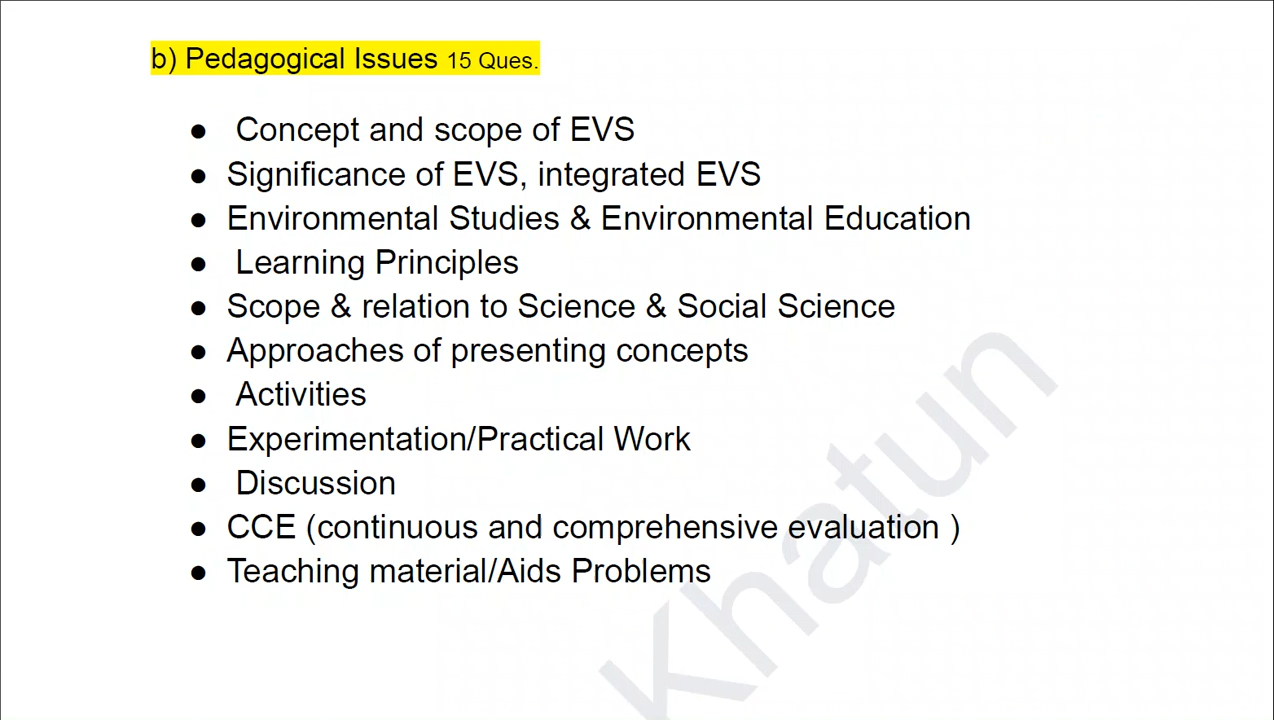 b) Pedagogical Issues 15 Ques.
● Concept and scope of EVS
● Significance of EVS, integrated EVS
● Environmental Studies & Environmental Education
● Learning Principles
● Scope & relation to Science & Social Science
● Approaches of presenting concepts
● Activities
● Experimentation/Practical Work
● Discussion
● CCE (continuous and comprehensive evaluation )
● Teaching material/Aids Problems
Khatun